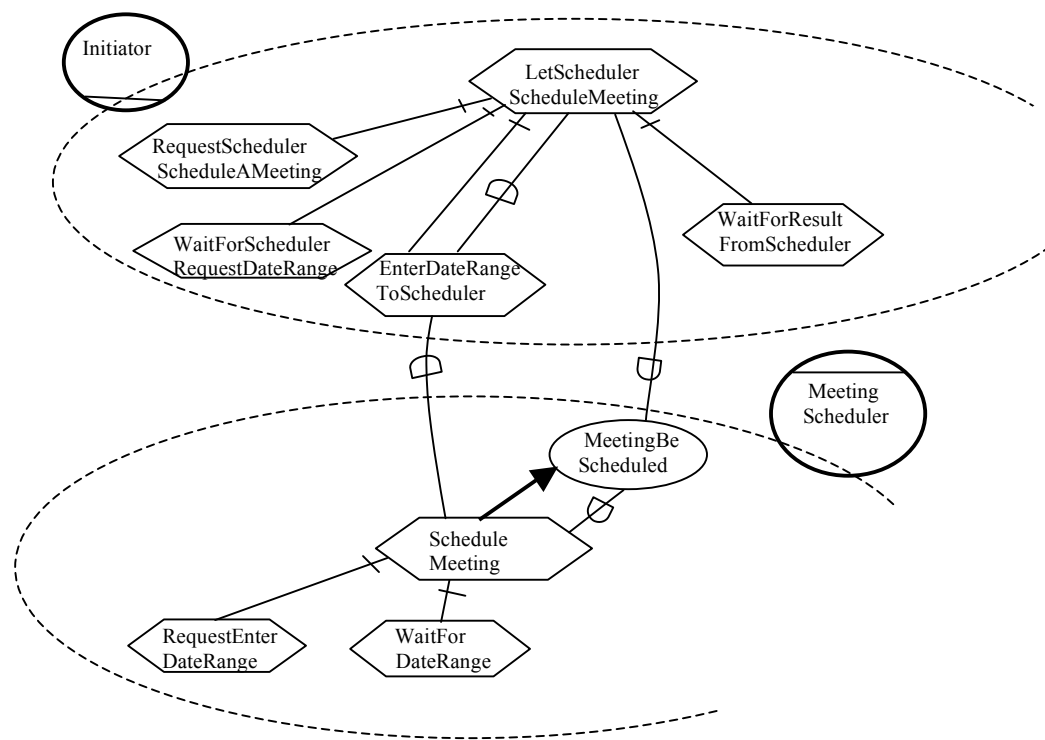 Initiator
LetScheduler
ScheduleMeeting
RequestScheduler
ScheduleAMeeting
WaitForScheduler
RequestDateRange
EnterDateRange
ToScheduler
WaitForResult
FromScheduler
Meeting
Scheduler
MeetingBe
Scheduled
Schedule
Meeting
RequestEnter
DateRange
WaitFor
DateRange